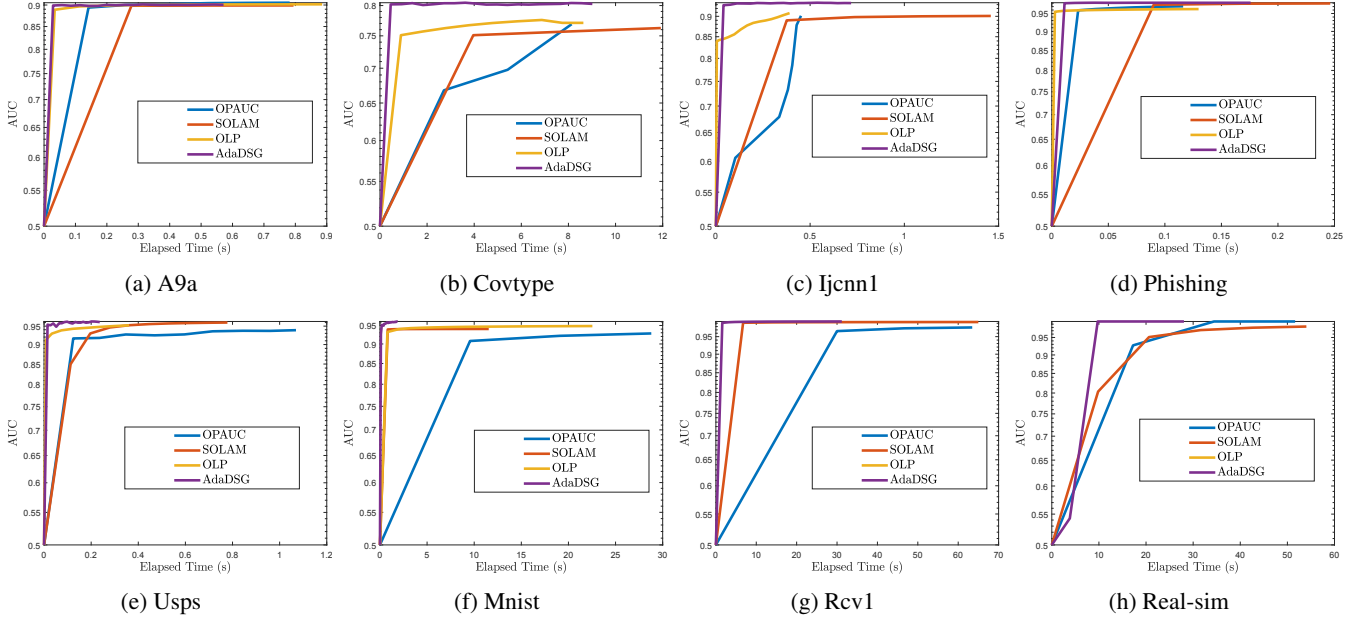 AUC
0.9
0.85
0.8
0.75
0.7
0.65
0.6
0.55
0.5
0 0.1 0.2 0.3 0.4 0.5 0.6 0.7 0.8 0.9
Elapsed Time (s)
OPAUC
SOLAM
OLP
AdaDSG
(a) A9a
AUC
0.8
0.75
0.7
0.65
0.6
0.55
0.5
0 2 4 6 8 10 12
Elapsed Time (s)
OPAUC
SOLAM
OLP
AdaDSG
(b) Covtype
AUC
0.9
0.85
0.8
0.75
0.7
0.65
0.6
0.55
0.5
0 0.5 1 1.5
Elapsed Time (s)
OPAUC
SOLAM
OLP
AdaDSG
(c) Ijcnn1
AUC
0.95
0.9
0.85
0.8
0.75
0.7
0.65
0.6
0.55
0.5
0 0.05 0.1 0.15 0.2 0.25
Elapsed Time (s)
OPAUC
SOLAM
OLP
AdaDSG
(d) Phishing
AUC
0.95
0.9
0.85
0.8
0.75
0.7
0.65
0.6
0.55
0.5
0 0.2 0.4 0.6 0.8 1 1.2
Elapsed Time (s)
OPAUC
SOLAM
OLP
AdaDSG
(e) Usps
AUC
0.95
0.9
0.85
0.8
0.75
0.7
0.65
0.6
0.55
0.5
0 5 10 15 20 25 30
Elapsed Time (s)
OPAUC
SOLAM
OLP
AdaDSG
(f) Mnist
AUC
0.95
0.9
0.85
0.8
0.75
0.7
0.65
0.6
0.55
0.5
0 10 20 30 40 50 60 70
Elapsed Time (s)
OPAUC
SOLAM
OLP
AdaDSG
(g) Rcv1
AUC
0.95
0.9
0.85
0.8
0.75
0.7
0.65
0.6
0.55
0.5
0 10 20 30 40 50 60
Elapsed Time (s)
OPAUC
SOLAM
OLP
AdaDSG
(h) Real-sim